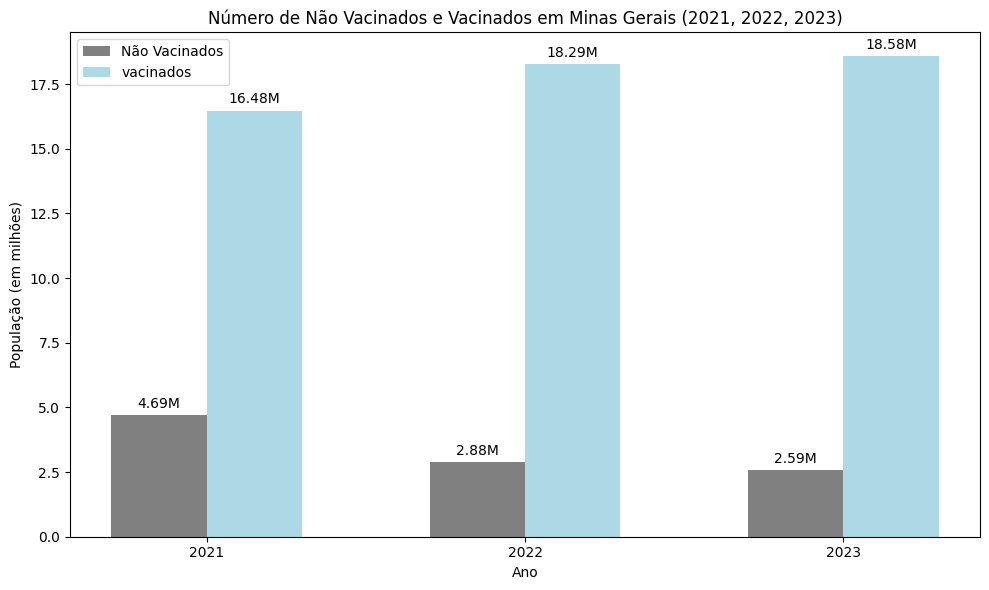 Número de Não Vacinados e Vacinados em Minas Gerais (2021, 2022, 2023)
Não Vacinados
vacinados
16.48M
18.29M
18.58M
4.69M
2.88M
2.59M
17.5
15.0
12.5
10.0
7.5
5.0
2.5
0.0
População (em milhões)
2021
2022
2023
Ano